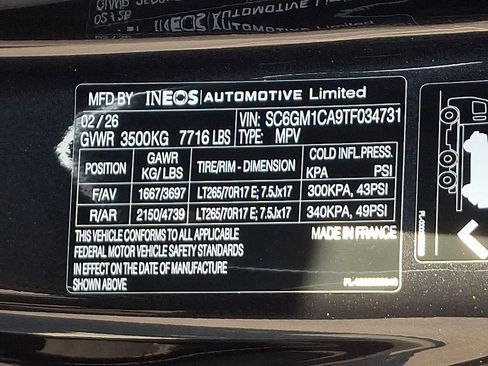 MFD BY INEOS AUTOMOTIVE Limited
02/26 VIN: SC6GM1CA9TF034731
GVWR 3500KG 7716 LBS TYPE: MPV
POSITION GAWR KG/LBS TIRE/RIM - DIMENSION COLD INFL.PRESS. KPA PSI
F/AV 1667/3697 LT265/70R17 E; 7.5Jx17 300KPA, 43PSI
R/AR 2150/4739 LT265/70R17 E; 7.5Jx17 340KPA, 49PSI
THIS VEHICLE CONFORMS TO ALL APPLICABLE MADE IN FRANCE
FEDERAL MOTOR VEHICLE SAFETY STANDARDS
IN EFFECT ON THE DATE OF MANUFACTURE
SHOWN ABOVE